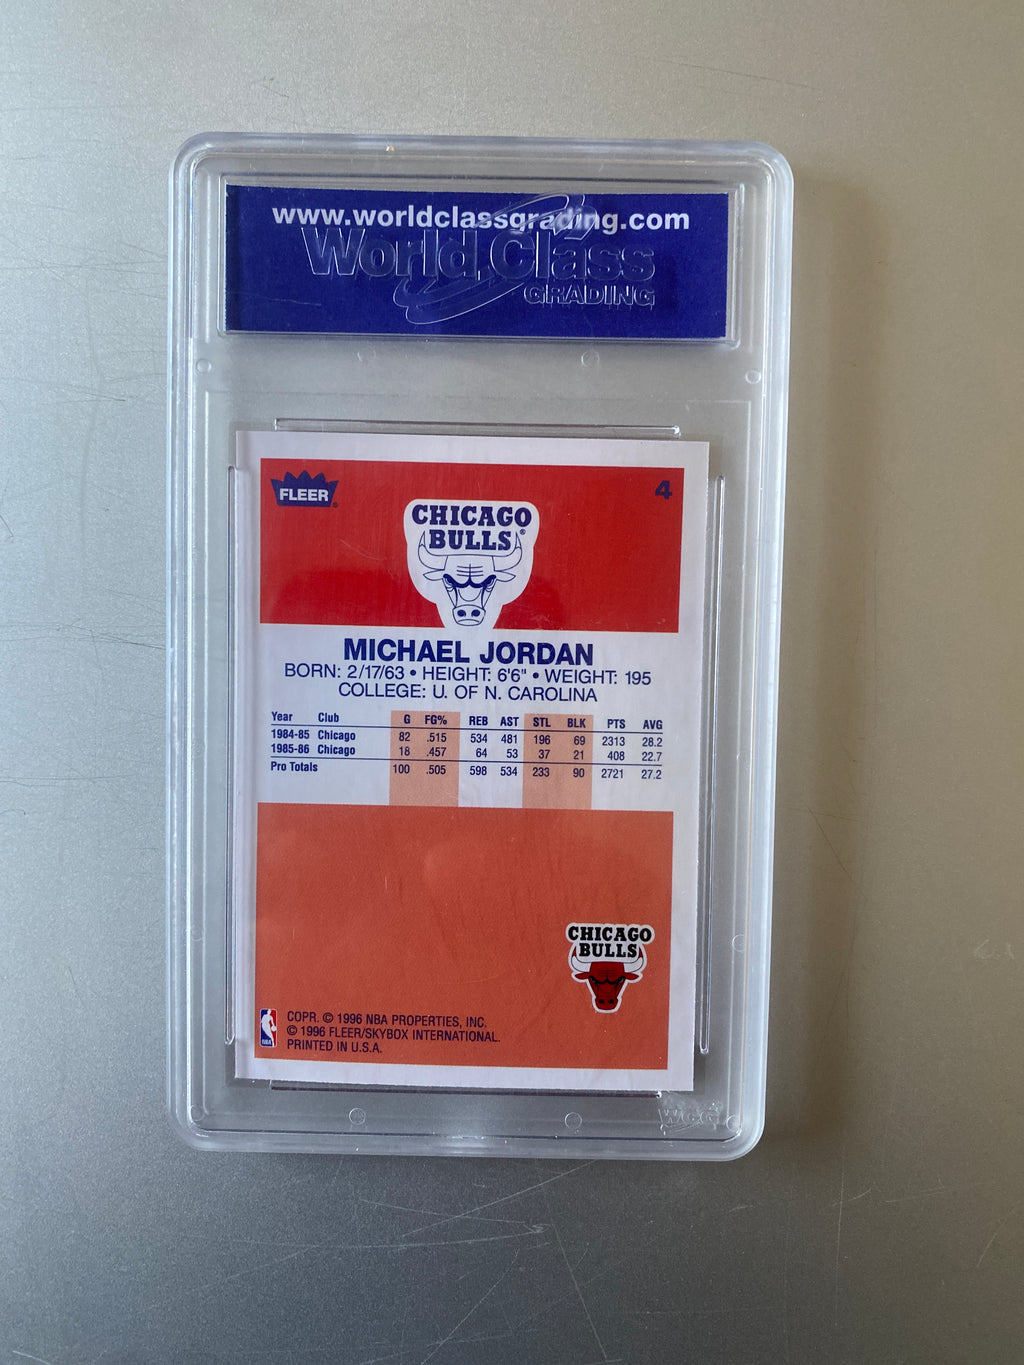 www.worldclassgrading.com
World Class
GRADING
FLEER®
4
CHICAGO
BULLS®
MICHAEL JORDAN
BORN: 2/17/63 • HEIGHT: 6'6" • WEIGHT: 195
COLLEGE: U. OF N. CAROLINA
Year Club G FG% REB AST STL BLK PTS AVG
1984-85 Chicago 82 .515 534 481 196 69 2313 28.2
1985-86 Chicago 18 .457 64 53 37 21 408 22.7
Pro Totals 100 .505 598 534 233 90 2721 27.2
CHICAGO
BULLS
NBA
COPR. © 1996 NBA PROPERTIES, INC.
© 1996 FLEER/SKYBOX INTERNATIONAL.
PRINTED IN U.S.A.
WCG